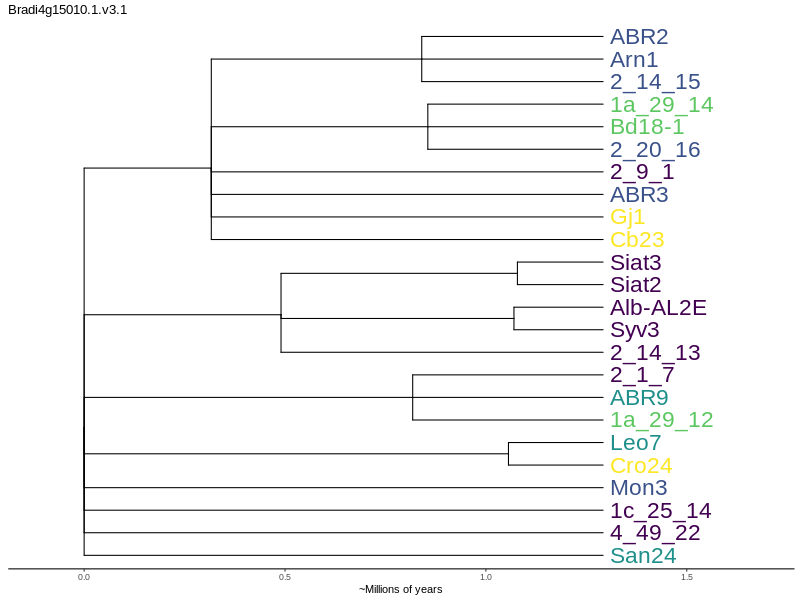 Bradi4g15010.1.v3.1
ABR2
Arn1
2_14_15
1a_29_14
Bd18-1
2_20_16
2_9_1
ABR3
Gj1
Cb23
Siat3
Siat2
Alb-AL2E
Syv3
2_14_13
2_1_7
ABR9
1a_29_12
Leo7
Cro24
Mon3
1c_25_14
4_49_22
San24
0.0 0.5 1.0 1.5
~Millions of years